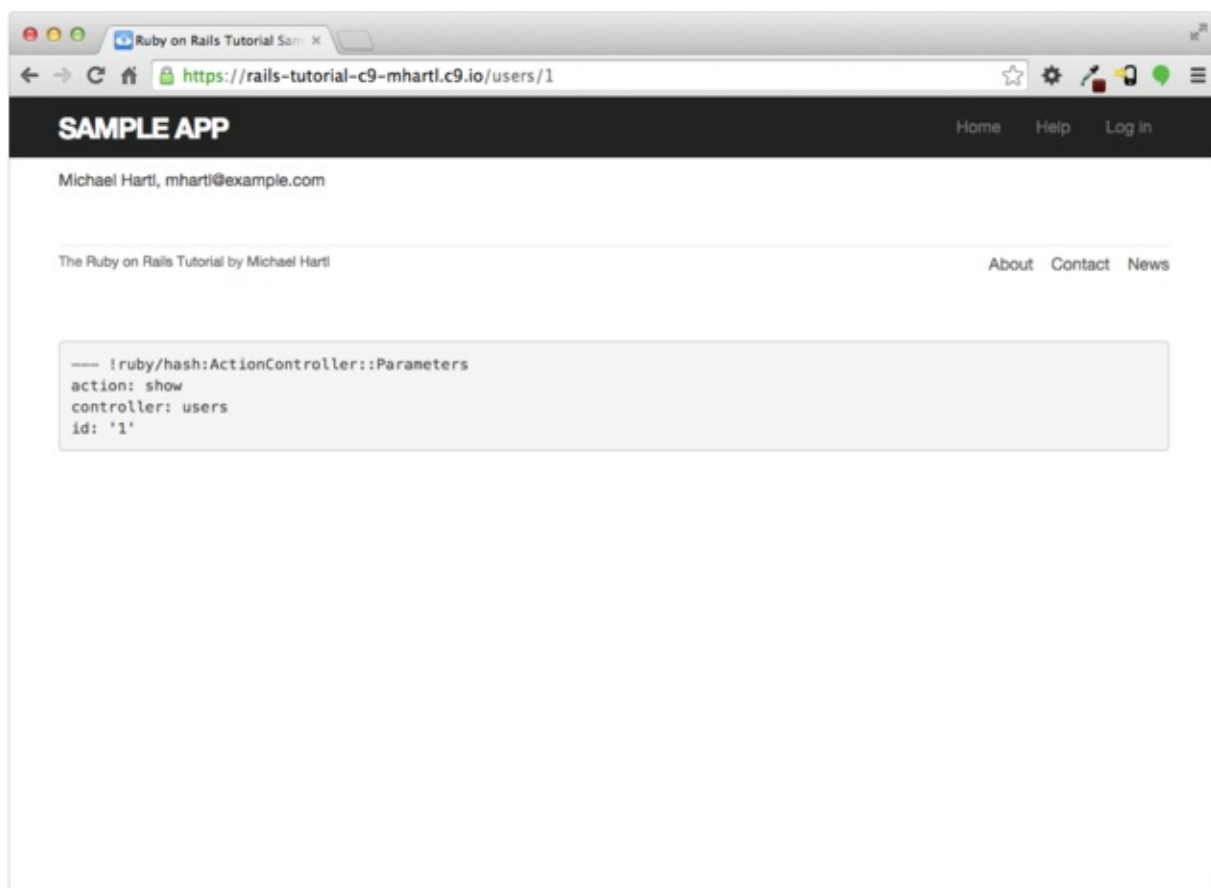 Ruby on Rails Tutorial Sam
https://rails-tutorial-c9-mhartl.c9.io/users/1
SAMPLE APP
Home Help Log in
Michael Hartl, mhartl@example.com
The Ruby on Rails Tutorial by Michael Hartl
About Contact News
--- !ruby/hash:ActionController::Parameters
action: show
controller: users
id: '1'